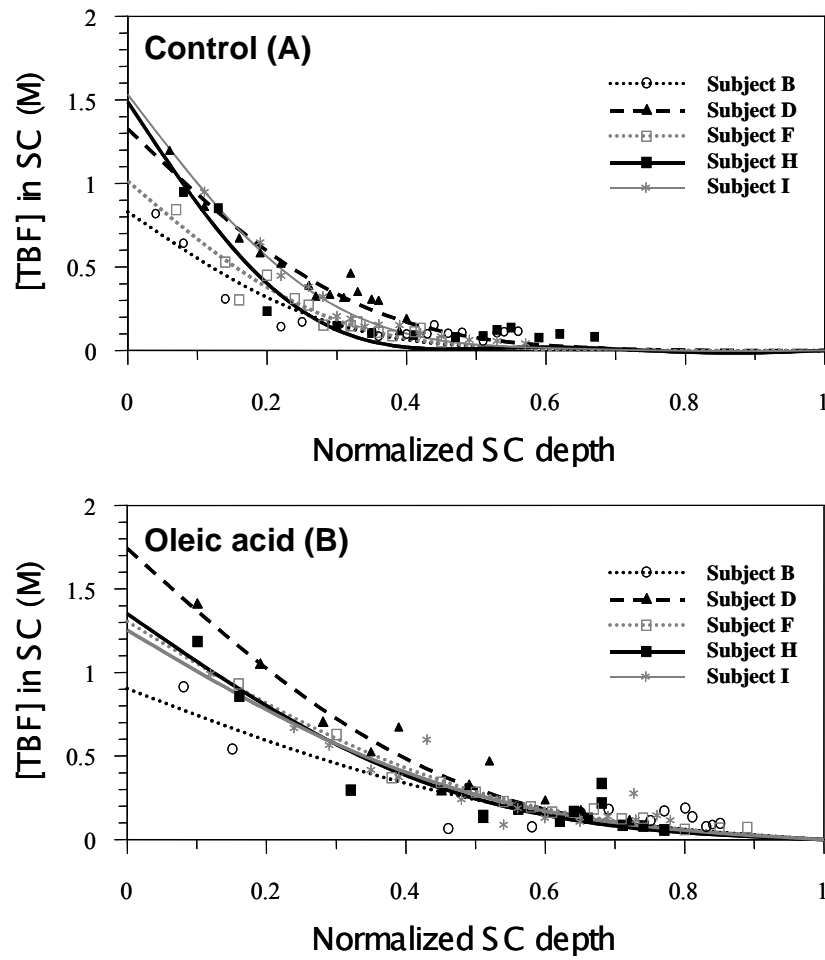 Control (A)
2
1.5
1
0.5
0
[TBF] in SC (M)
Subject B
Subject D
Subject F
Subject H
Subject I
0 0.2 0.4 0.6 0.8 1
Normalized SC depth
Oleic acid (B)
2
1.5
1
0.5
0
[TBF] in SC (M)
Subject B
Subject D
Subject F
Subject H
Subject I
0 0.2 0.4 0.6 0.8 1
Normalized SC depth